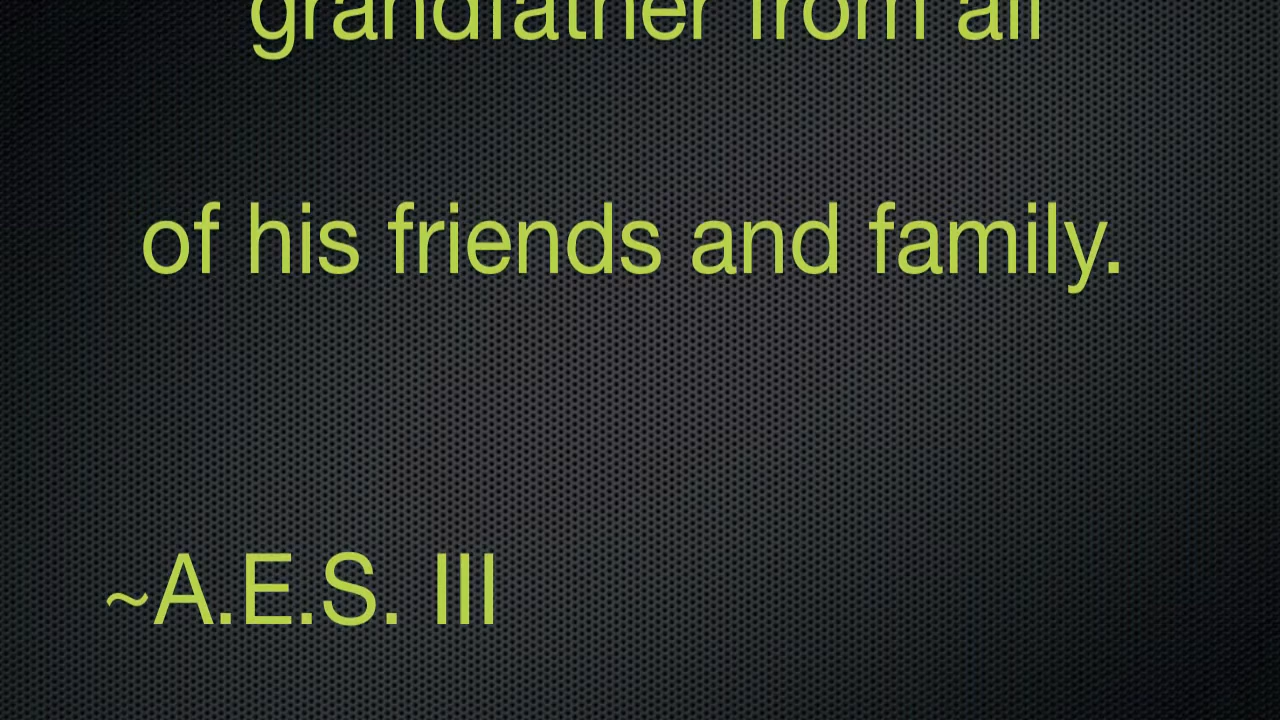 grandfather from all
of his friends and family.
~A.E.S. III